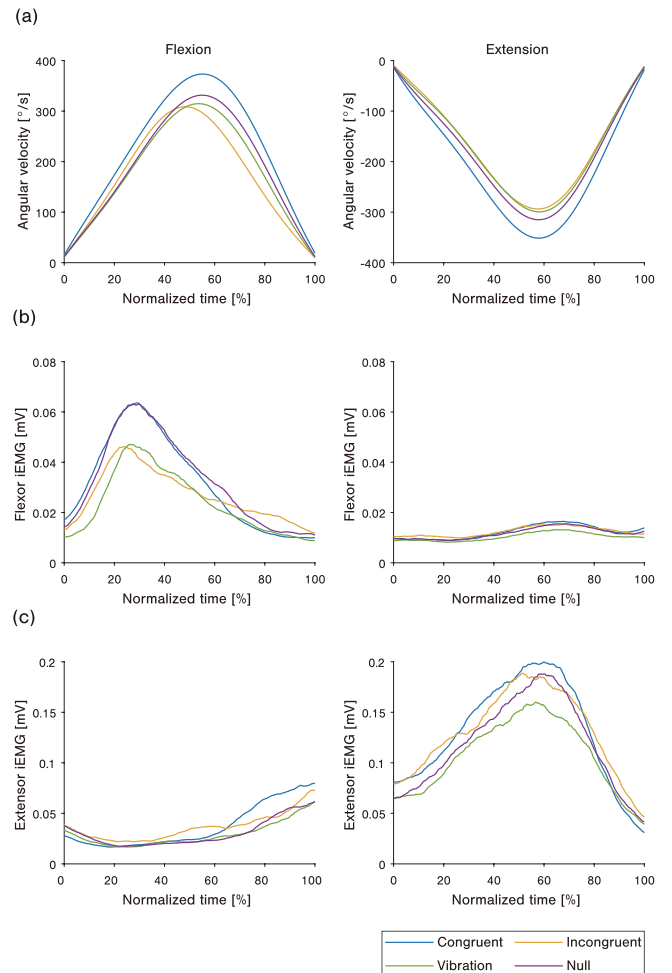 (a)
Flexion
Extension
400
300
200
100
0
Angular velocity [°/s]
0 20 40 60 80 100
Normalized time [%]
0
-100
-200
-300
-400
Angular velocity [°/s]
0 20 40 60 80 100
Normalized time [%]
(b)
0.08
0.06
0.04
0.02
0
Flexor iEMG [mV]
0 20 40 60 80 100
Normalized time [%]
0.08
0.06
0.04
0.02
0
Flexor iEMG [mV]
0 20 40 60 80 100
Normalized time [%]
(c)
0.2
0.15
0.1
0.05
0
Extensor iEMG [mV]
0 20 40 60 80 100
Normalized time [%]
0.2
0.15
0.1
0.05
0
Extensor iEMG [mV]
0 20 40 60 80 100
Normalized time [%]
Congruent Incongruent
Vibration Null